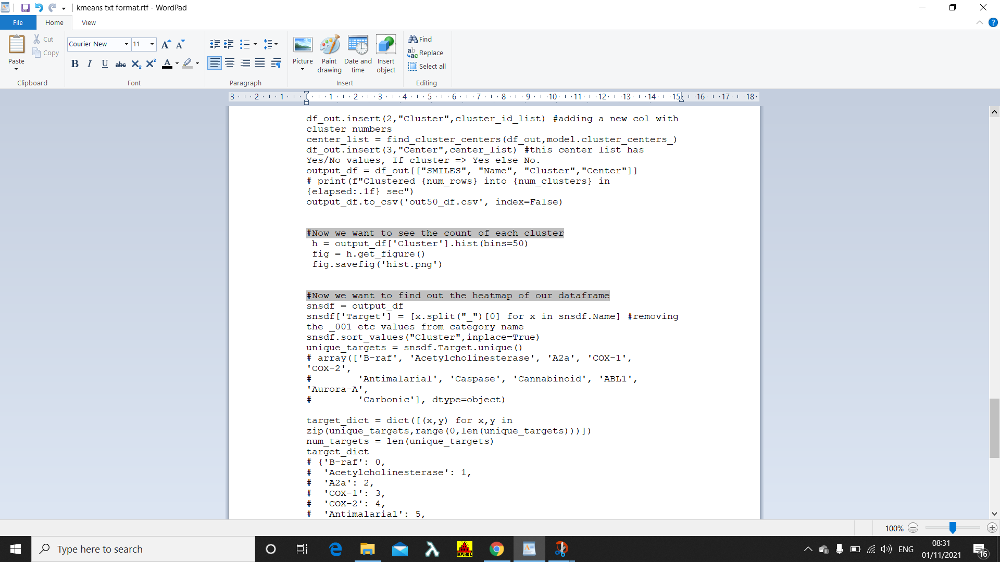 kmeans txt format.rtf - WordPad
File Home View
Paste
Cut
Copy
Clipboard
Courier New 11
B I U abc X₂ X² A
Font
Paragraph
Picture
Paint drawing
Date and time
Insert object
Insert
Find
Replace
Select all
Editing
3 2 1 1 2 3 4 5 6 7 8 9 10 11 12 13 14 15 16 17 18
df_out.insert(2,"Cluster",cluster_id_list) #adding a new col with
cluster numbers
center_list = find_cluster_centers(df_out,model.cluster_centers_)
df_out.insert(3,"Center",center_list) #this center list has
Yes/No values, If cluster => Yes else No.
output_df = df_out[["SMILES", "Name", "Cluster","Center"]]
# print(f"Clustered {num_rows} into {num_clusters} in
{elapsed:.1f} sec")
output_df.to_csv('out50_df.csv', index=False)
#Now we want to see the count of each cluster
h = output_df['Cluster'].hist(bins=50)
fig = h.get_figure()
fig.savefig('hist.png')
#Now we want to find out the heatmap of our dataframe
snsdf = output_df
snsdf['Target'] = [x.split("_")[0] for x in snsdf.Name] #removing
the _001 etc values from category name
snsdf.sort_values("Cluster",inplace=True)
unique_targets = snsdf.Target.unique()
# array(['B-raf', 'Acetylcholinesterase', 'A2a', 'COX-1',
'COX-2',
#        'Antimalarial', 'Caspase', 'Cannabinoid', 'ABL1',
'Aurora-A',
#        'Carbonic'], dtype=object)
target_dict = dict([(x,y) for x,y in
zip(unique_targets,range(0,len(unique_targets)))])
num_targets = len(unique_targets)
target_dict
# {'B-raf': 0,
#  'Acetylcholinesterase': 1,
#  'A2a': 2,
#  'COX-1': 3,
#  'COX-2': 4,
#  'Antimalarial': 5,
100%
Type here to search
BABEL
ENG
08:31
01/11/2021
16